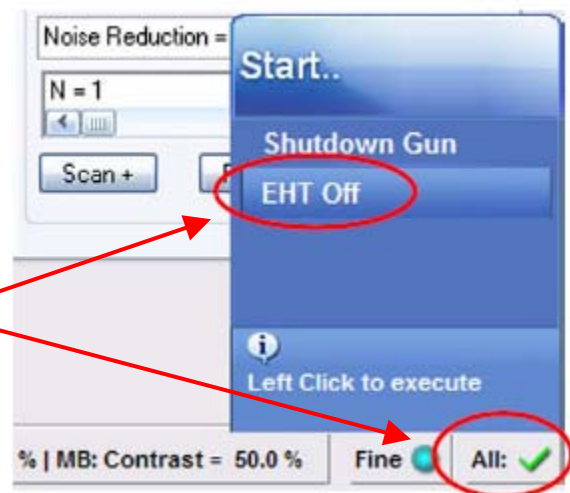 Noise Reduction =
Start..
N = 1
Shutdown Gun
Scan +
EHT Off
Left Click to execute
% | MB: Contrast = 50.0 % Fine All: